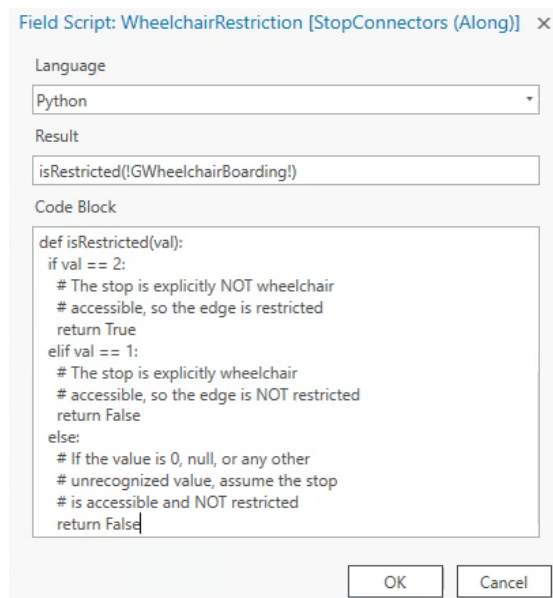 Field Script: WheelchairRestriction [StopConnectors (Along)]
Language
Python
Result
isRestricted(!GWheelchairBoarding!)
Code Block
def isRestricted(val):
  if val == 2:
    # The stop is explicitly NOT wheelchair
    # accessible, so the edge is restricted
    return True
  elif val == 1:
    # The stop is explicitly wheelchair
    # accessible, so the edge is NOT restricted
    return False
  else:
    # If the value is 0, null, or any other
    # unrecognized value, assume the stop
    # is accessible and NOT restricted
    return False
OK Cancel